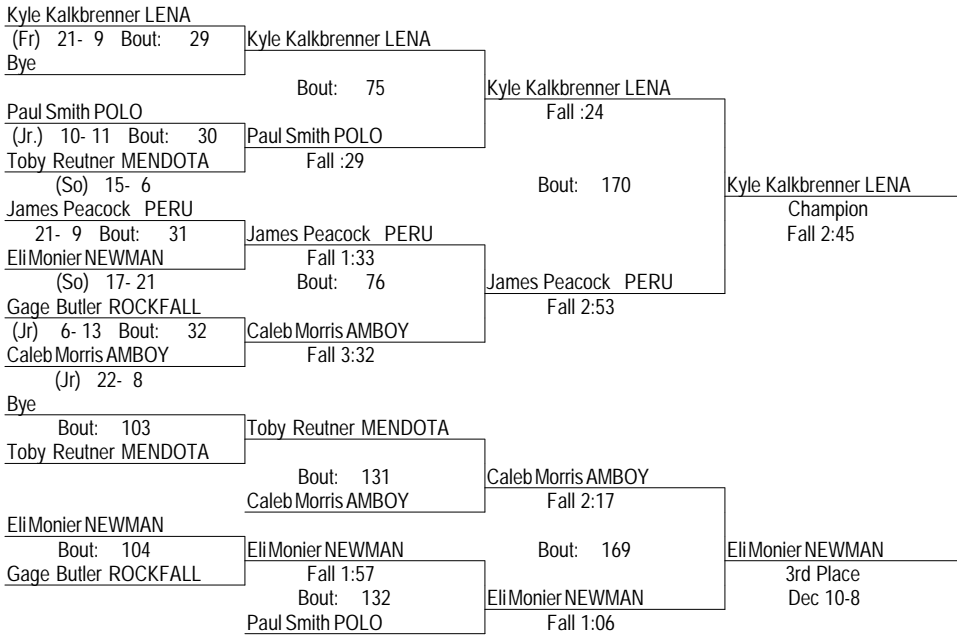 Kyle Kalkbrenner LENA
(Fr) 21- 9 Bout: 29 Kyle Kalkbrenner LENA
Bye
Bout: 75 Kyle Kalkbrenner LENA
Paul Smith POLO Fall :24
(Jr.) 10- 11 Bout: 30 Paul Smith POLO
Toby Reutner MENDOTA Fall :29
(So) 15- 6 Bout: 170 Kyle Kalkbrenner LENA
James Peacock PERU Champion
21- 9 Bout: 31 James Peacock PERU Fall 2:45
Eli Monier NEWMAN Fall 1:33
(So) 17- 21 Bout: 76 James Peacock PERU
Gage Butler ROCKFALL Fall 2:53
(Jr) 6- 13 Bout: 32 Caleb Morris AMBOY
Caleb Morris AMBOY Fall 3:32
(Jr) 22- 8
Bye
Bout: 103 Toby Reutner MENDOTA
Toby Reutner MENDOTA
Bout: 131 Caleb Morris AMBOY
Caleb Morris AMBOY Fall 2:17
Eli Monier NEWMAN
Bout: 104 Eli Monier NEWMAN Bout: 169 Eli Monier NEWMAN
Gage Butler ROCKFALL Fall 1:57 3rd Place
Bout: 132 Eli Monier NEWMAN Dec 10-8
Paul Smith POLO Fall 1:06